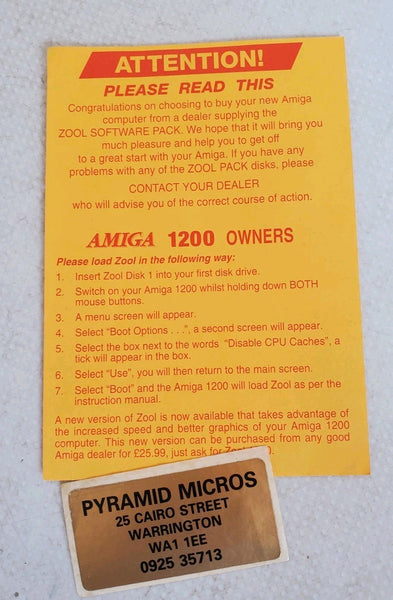 ATTENTION!
PLEASE READ THIS
Congratulations on choosing to buy your new Amiga
computer from a dealer supplying the
ZOOL SOFTWARE PACK. We hope that it will bring you
much pleasure and help you to get off
to a great start with your Amiga. If you have any
problems with any of the ZOOL PACK disks, please
CONTACT YOUR DEALER
who will advise you of the correct course of action.
AMIGA 1200 OWNERS
Please load Zool in the following way:
1. Insert Zool Disk 1 into your first disk drive.
2. Switch on your Amiga 1200 whilst holding down BOTH
mouse buttons.
3. A menu screen will appear.
4. Select “Boot Options . . .”, a second screen will appear.
5. Select the box next to the words “Disable CPU Caches”, a
tick will appear in the box.
6. Select “Use”, you will then return to the main screen.
7. Select “Boot” and the Amiga 1200 will load Zool as per the
instruction manual.
A new version of Zool is now available that takes advantage of
the increased speed and better graphics of your Amiga 1200
computer. This new version can be purchased from any good
Amiga dealer for £25.99, just ask for
PYRAMID MICROS
25 CAIRO STREET
WARRINGTON
WA1 1EE
0925 35713